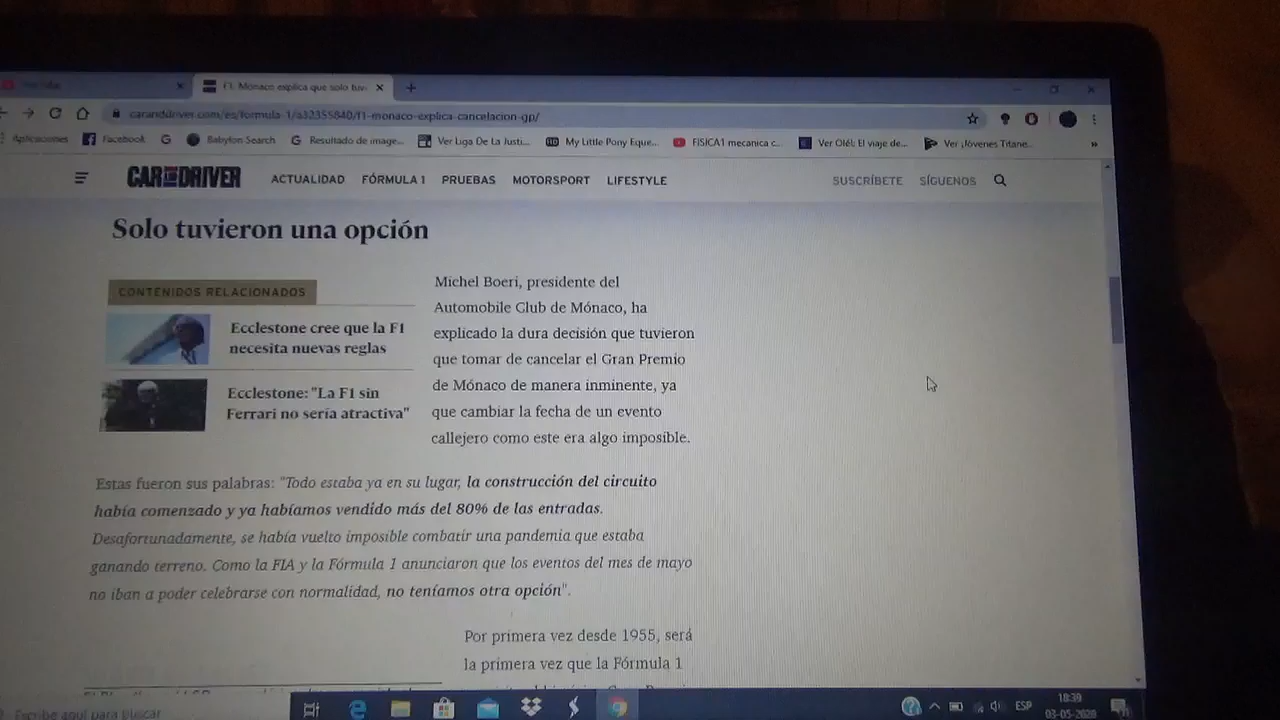 F1: Monaco explica que solo tuv
carandddriver.com/es/formula-1/a32355840/f1-monaco-explica-cancelacion-gp/
Aplicaciones Facebook G Babylon Search Resultado de image... Ver Liga De La Justi... My Little Pony Eque... FISICA1 mecanica c... Ver Olél: El viaje de... Ver ¡Jóvenes Titane...
CAR AND DRIVER ACTUALIDAD FÓRMULA 1 PRUEBAS MOTORSPORT LIFESTYLE SUSCRÍBETE SÍGUENOS
Solo tuvieron una opción
CONTENIDOS RELACIONADOS
Ecclestone cree que la F1
necesita nuevas reglas
Ecclestone: "La F1 sin
Ferrari no sería atractiva"
Michel Boeri, presidente del
Automobile Club de Mónaco, ha
explicado la dura decisión que tuvieron
que tomar de cancelar el Gran Premio
de Mónaco de manera inminente, ya
que cambiar la fecha de un evento
callejero como este era algo imposible.
Estas fueron sus palabras: "Todo estaba ya en su lugar, la construcción del circuito
había comenzado y ya habíamos vendido más del 80% de las entradas.
Desafortunadamente, se había vuelto imposible combatir una pandemia que estaba
ganando terreno. Como la FIA y la Fórmula 1 anunciaron que los eventos del mes de mayo
no iban a poder celebrarse con normalidad, no teníamos otra opción".
Por primera vez desde 1955, será
la primera vez que la Fórmula 1
Escribe aquí para buscar
ESP
18:39
03-05-2020